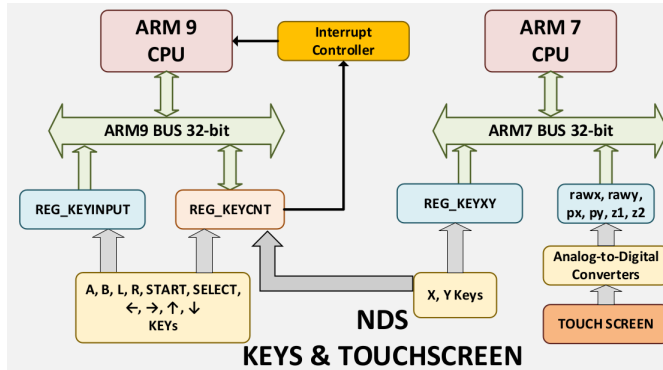 ARM 9
CPU
Interrupt
Controller
ARM 7
CPU
ARM9 BUS 32-bit
ARM7 BUS 32-bit
REG_KEYINPUT
REG_KEYCNT
REG_KEYXY
rawx, rawy,
px, py, z1, z2
Analog-to-Digital
Converters
A, B, L, R, START, SELECT,
←, →, ↑, ↓
KEYs
X, Y Keys
TOUCH SCREEN
NDS
KEYS & TOUCHSCREEN